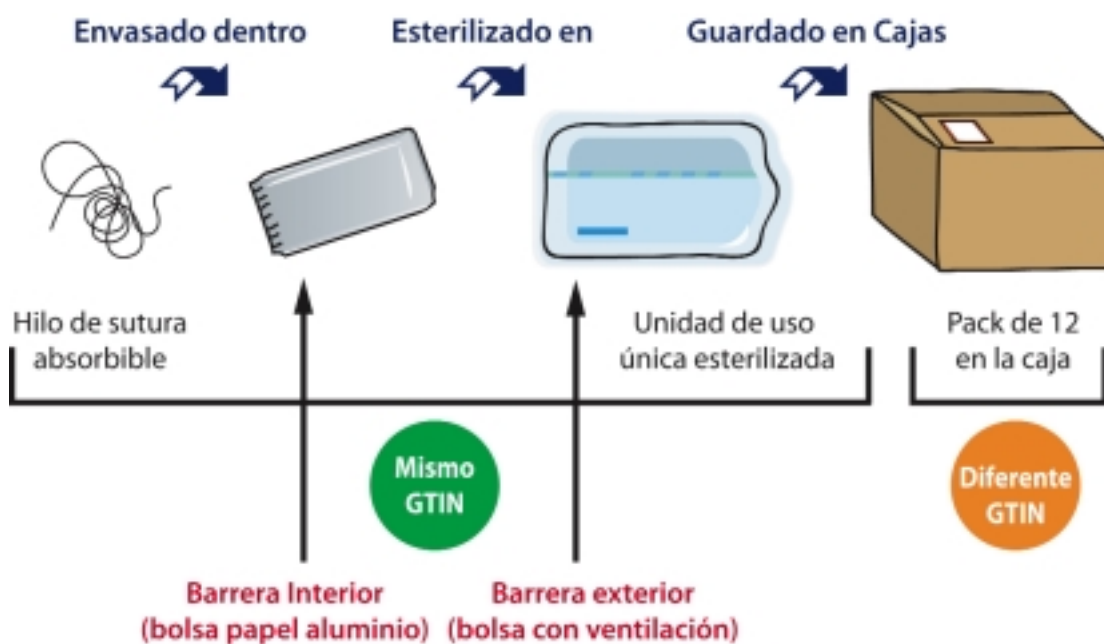 Envasado dentro
Esterilizado en
Guardado en Cajas
Hilo de sutura
absorbible
Unidad de uso
única esterilizada
Pack de 12
en la caja
Mismo
GTIN
Diferente
GTIN
Barrera Interior
(bolsa papel aluminio)
Barrera exterior
(bolsa con ventilación)